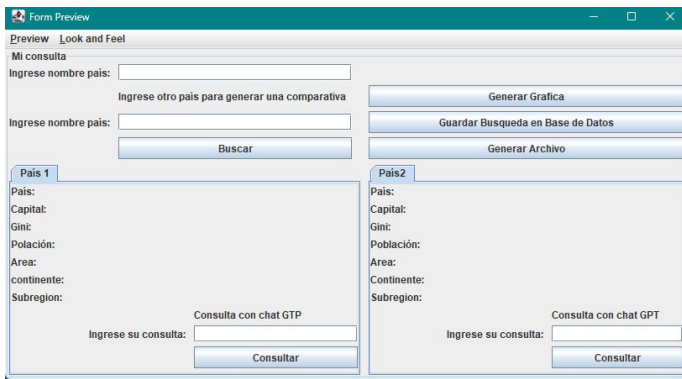 Form Preview
Preview Look and Feel
Mi consulta
Ingrese nombre pais:
Ingrese otro pais para generar una comparativa
Generar Grafica
Ingrese nombre pais:
Guardar Busqueda en Base de Datos
Buscar
Generar Archivo
Pais 1
País:
Capital:
Gini:
Polación:
Area:
continente:
Subregion:
Consulta con chat GTP
Ingrese su consulta:
Consultar
Pais2
País:
Capital:
Gini:
Población:
Area:
Continente:
Subregion:
Consulta con chat GPT
Ingrese su consulta:
Consultar